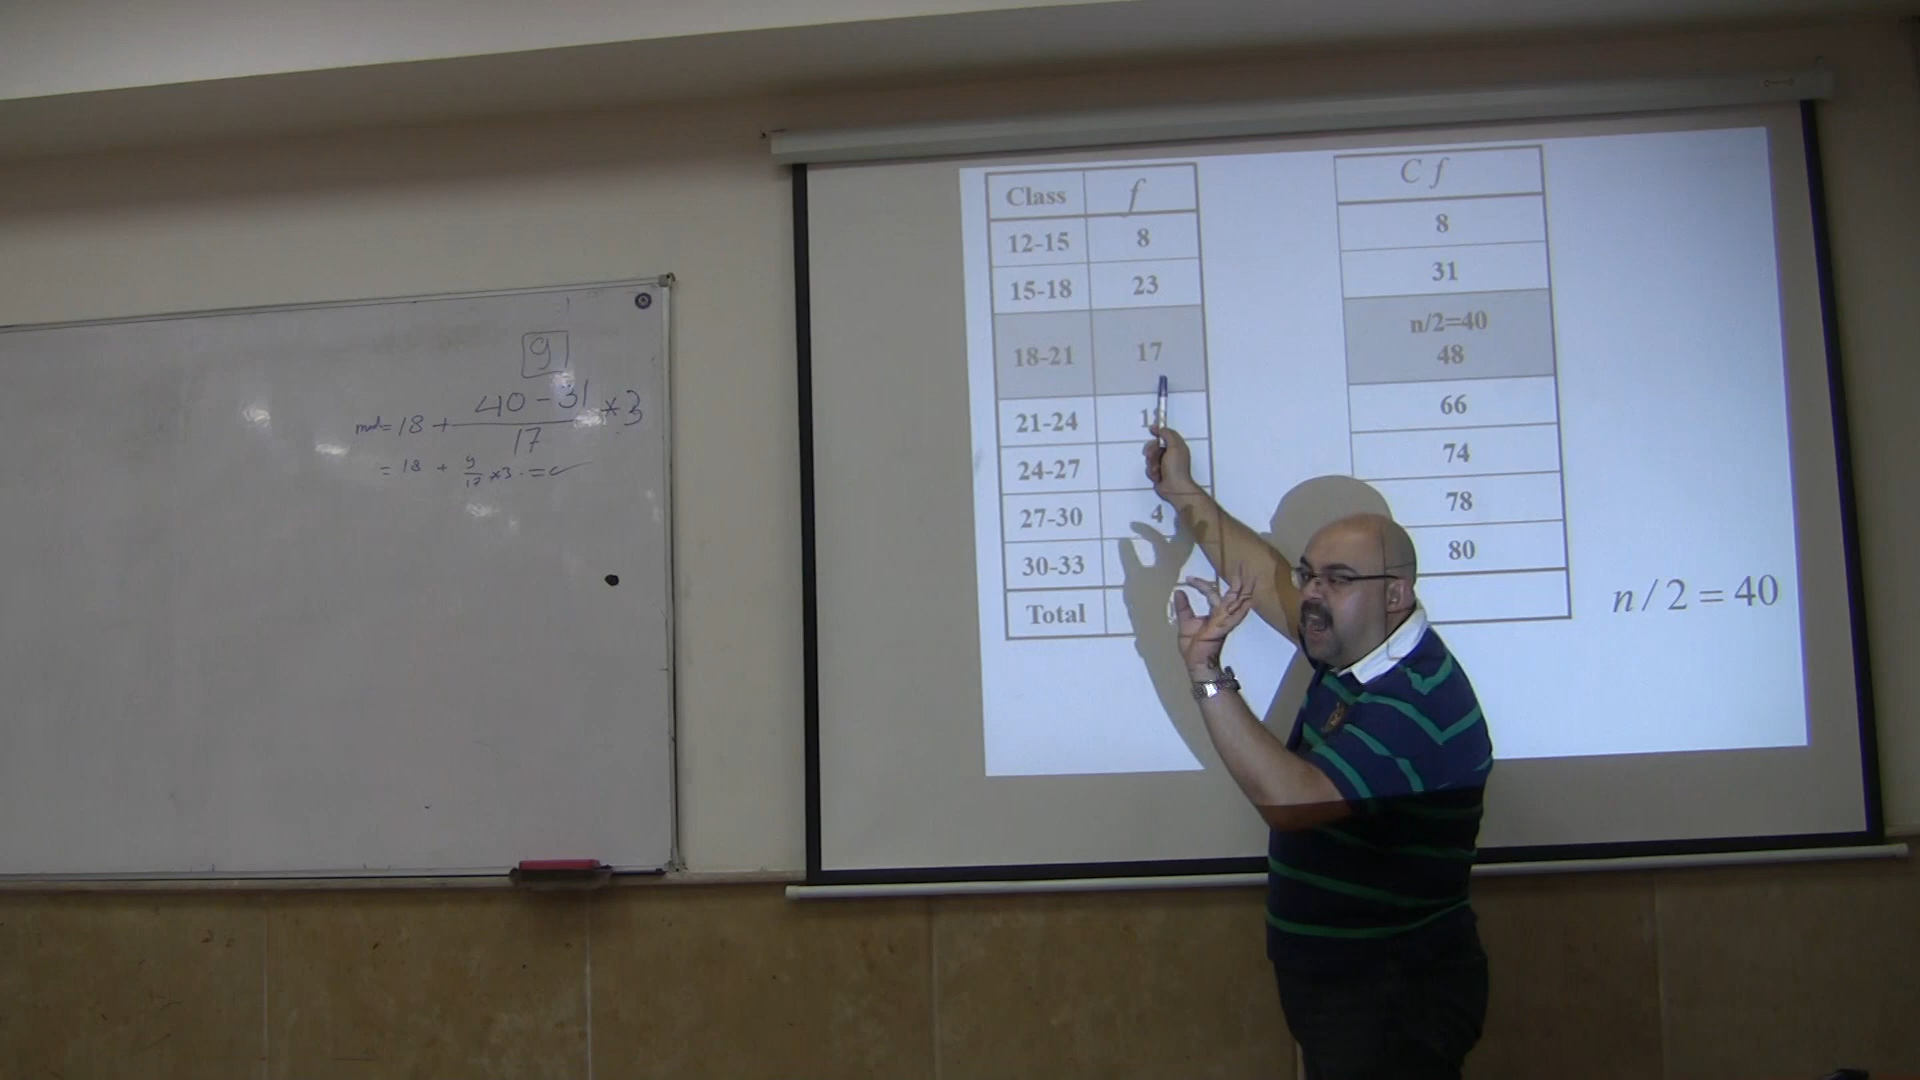 9
med = 18 + 40 - 31 / 17 * 3
= 18 + 9/17 × 3 =
Class f
12-15 8
15-18 23
18-21 17
21-24 18
24-27
27-30 4
30-33
Total
C f
8
31
n/2=40
48
66
74
78
80
n / 2 = 40